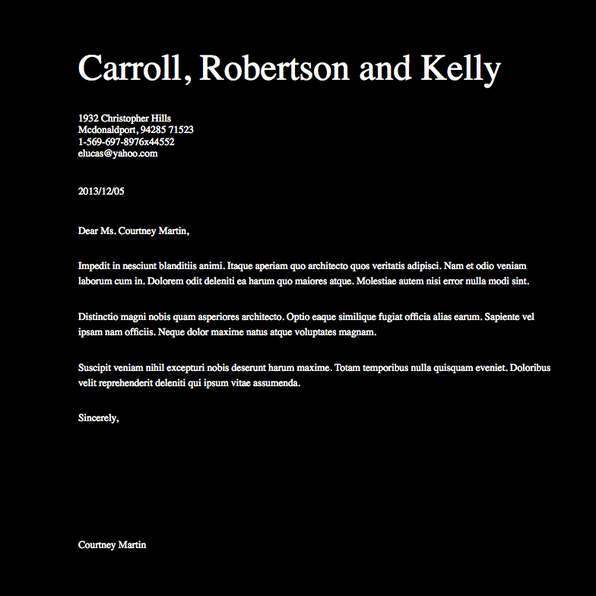 Carroll, Robertson and Kelly
1932 Christopher Hills
Mcdonaldport, 94285 71523
1-569-697-8976x44552
elucas@yahoo.com
2013/12/05
Dear Ms. Courtney Martin,
Impedit in nesciunt blanditiis animi. Itaque aperiam quo architecto quos veritatis adipisci. Nam et odio veniam
laborum cum in. Dolorem odit deleniti ea harum quo maiores atque. Molestiae autem nisi error nulla modi sint.
Distinctio magni nobis quam asperiores architecto. Optio eaque similique fugiat officia alias earum. Sapiente vel
ipsam nam officiis. Neque dolor maxime natus atque voluptates magnam.
Suscipit veniam nihil excepturi nobis deserunt harum maxime. Totam temporibus nulla quisquam eveniet. Doloribus
velit reprehenderit deleniti qui ipsum vitae assumenda.
Sincerely,
Courtney Martin